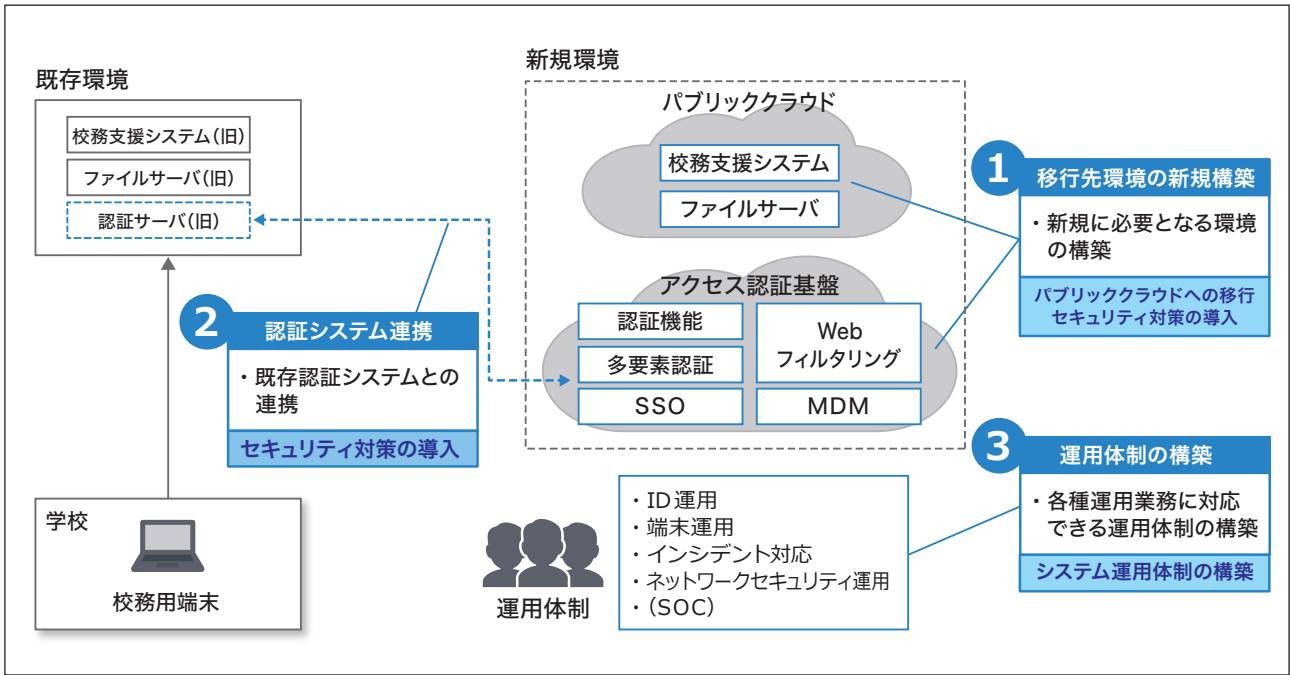 既存環境
校務支援システム(旧)
ファイルサーバ(旧)
認証サーバ(旧)
新規環境
パブリッククラウド
校務支援システム
ファイルサーバ
アクセス認証基盤
認証機能
多要素認証
SSO
Web
フィルタリング
MDM
1
移行先環境の新規構築
・新規に必要となる環境
の構築
パブリッククラウドへの移行
セキュリティ対策の導入
2
認証システム連携
・既存認証システムとの
連携
セキュリティ対策の導入
3
運用体制の構築
・各種運用業務に対応
できる運用体制の構築
システム運用体制の構築
学校
校務用端末
運用体制
・ID運用
・端末運用
・インシデント対応
・ネットワークセキュリティ運用
・(SOC)